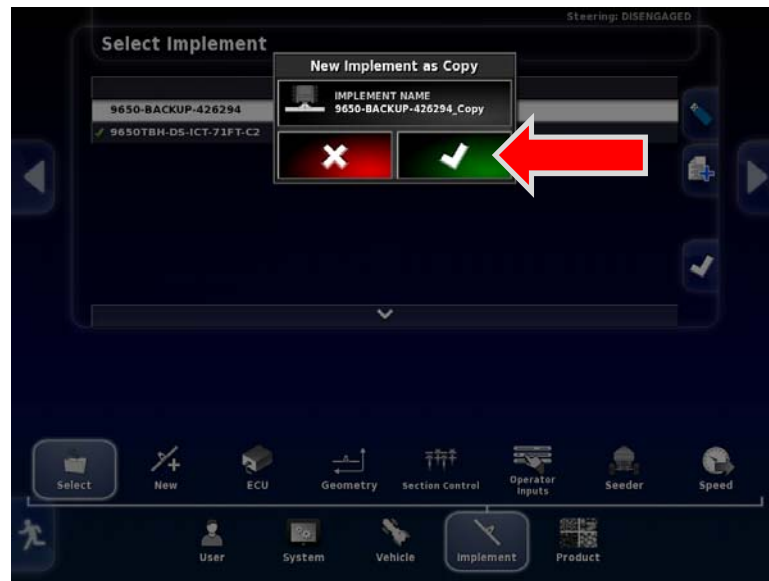 Steering: DISENGAGED
Select Implement
New Implement as Copy
IMPLEMENT NAME
9650-BACKUP-426294_Copy
9650-BACKUP-426294
9650TBH-DS-ICT-71FT-C2
Select
New
ECU
Geometry
Section Control
Operator
Inputs
Seeder
Speed
User
System
Vehicle
Implement
Product